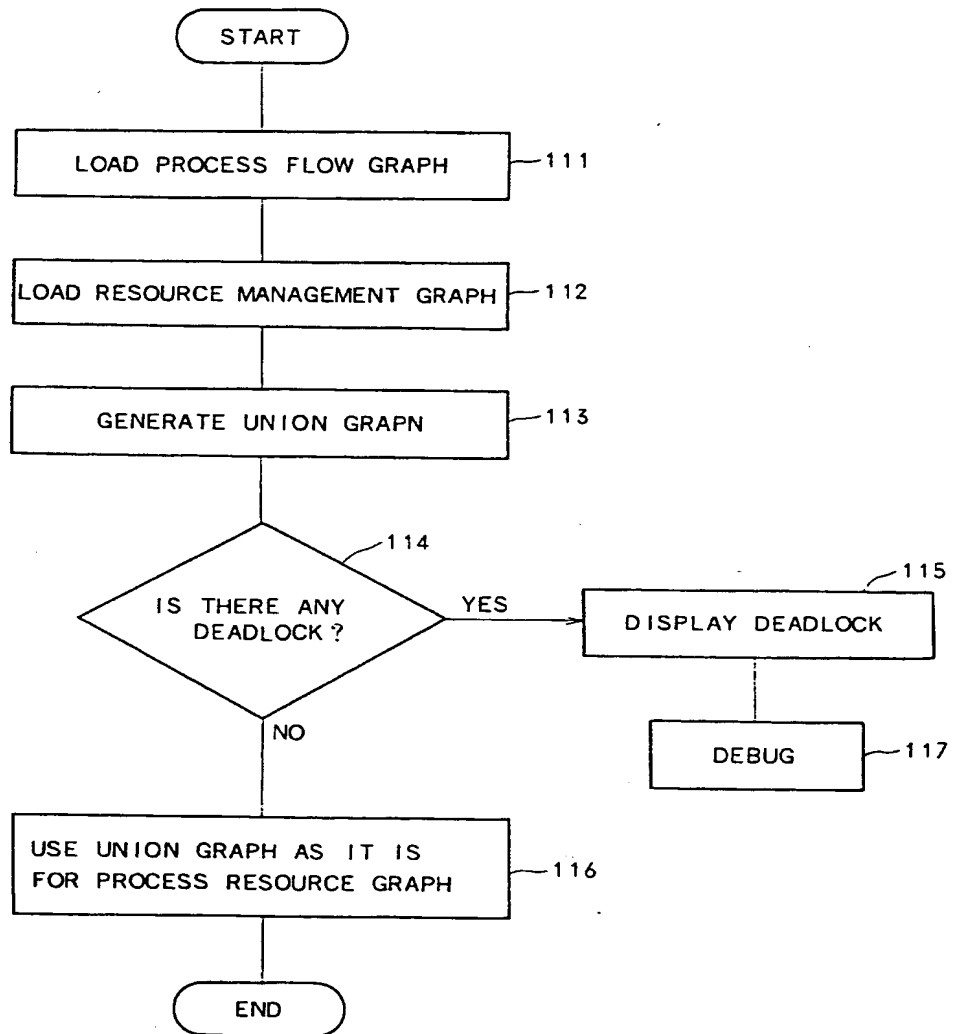 START
LOAD PROCESS FLOW GRAPH
111
LOAD RESOURCE MANAGEMENT GRAPH
112
GENERATE UNION GRAPN
113
114
IS THERE ANY
DEADLOCK?
YES
115
DISPLAY DEADLOCK
NO
DEBUG
117
USE UNION GRAPH AS IT IS
FOR PROCESS RESOURCE GRAPH
116
END